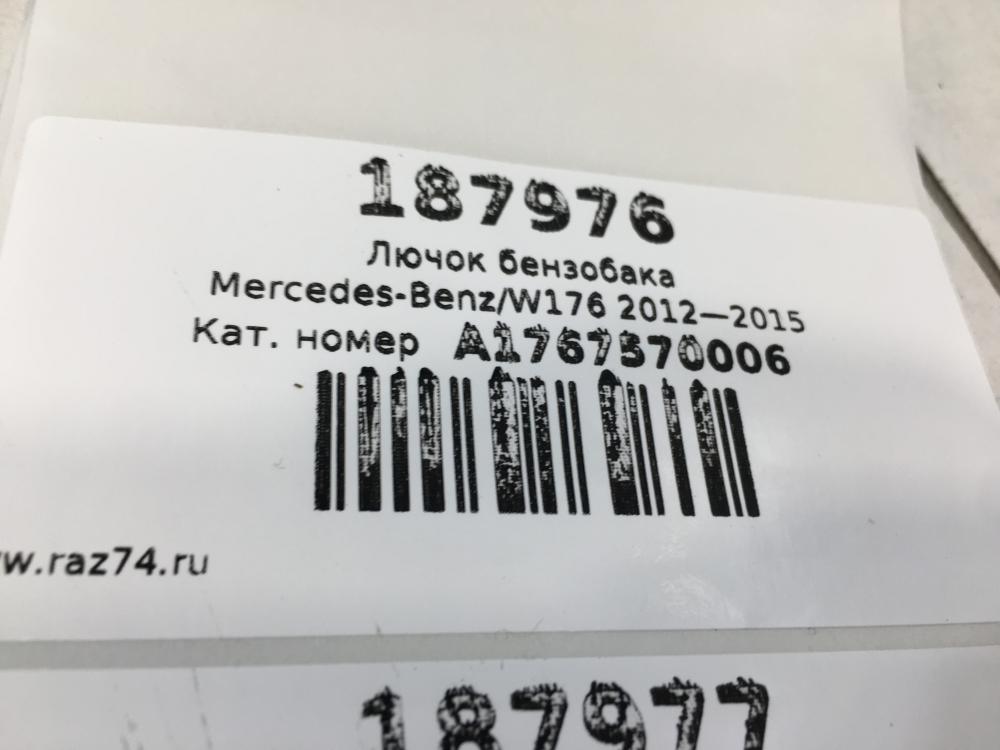 187976
Лючок бензобака
Mercedes-Benz/W176 2012—2015
Кат. номер A1767570006
w.raz74.ru
187977